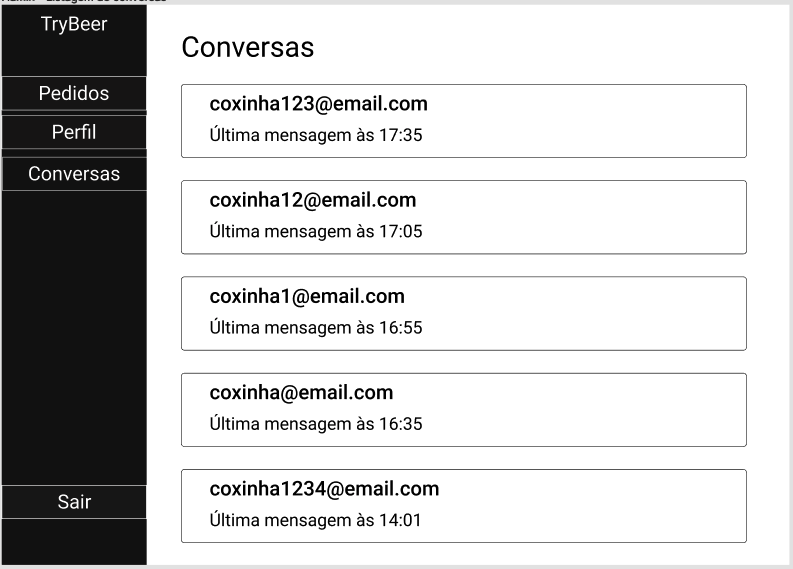 TryBeer
Pedidos
Perfil
Conversas
Sair
Conversas
coxinha123@email.com
Última mensagem às 17:35
coxinha12@email.com
Última mensagem às 17:05
coxinha1@email.com
Última mensagem às 16:55
coxinha@email.com
Última mensagem às 16:35
coxinha1234@email.com
Última mensagem às 14:01